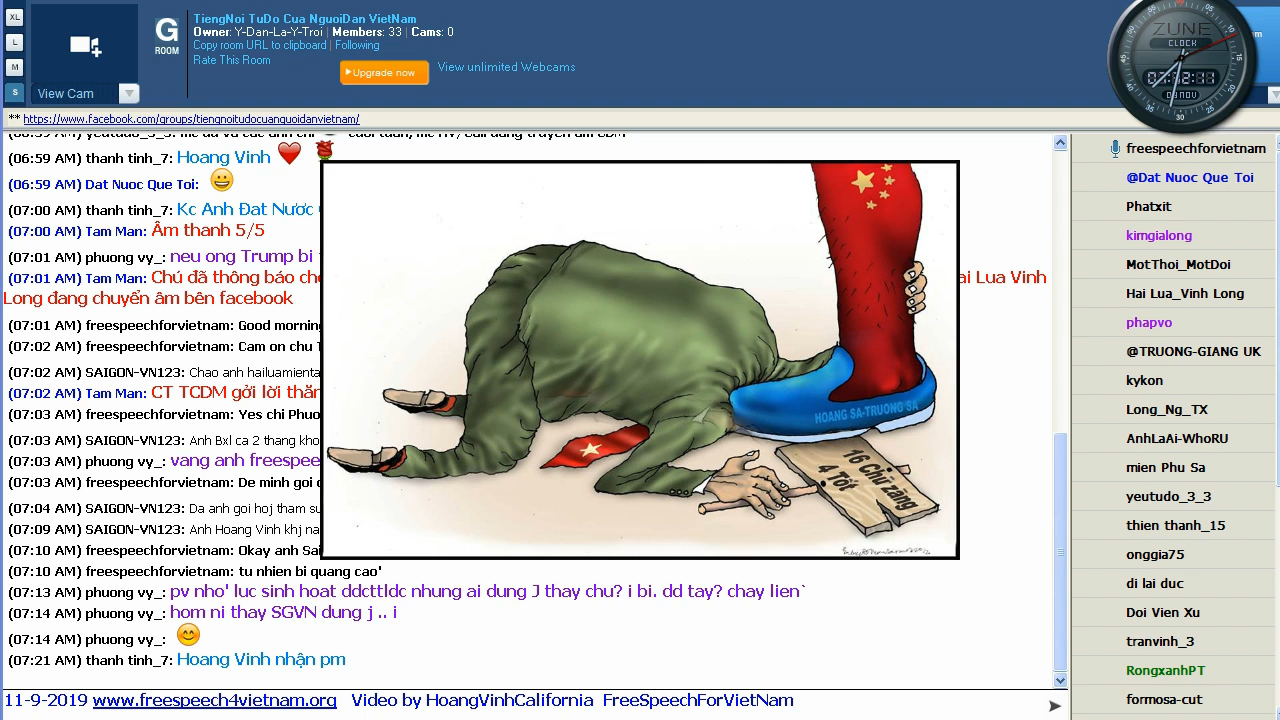 XL
L
M
S
View Cam
G
ROOM
TiengNoi TuDo Cua NguoiDan VietNam
Owner: Y-Dan-La-Y-Troi | Members: 33 | Cams: 0
Copy room URL to clipboard | Following
Rate This Room
Upgrade now
View unlimited Webcams
ZUNE
CLOCK
09 NOV
** https://www.facebook.com/groups/tiengnoitudocuanguoidanvietnam/
(06:59 AM) thanh tinh_7: Hoang Vinh
(06:59 AM) Dat Nuoc Que Toi:
(07:00 AM) thanh tinh_7: Kc Anh Đat Nước
(07:00 AM) Tam Man: Âm thanh 5/5
(07:01 AM) phuong vy_: neu ong Trump bi
(07:01 AM) Tam Man: Chú đã thông báo ai Lua Vinh
Long đang chuyển âm bên facebook
(07:01 AM) freespeechforvietnam: Good morning
(07:02 AM) freespeechforvietnam: Cam on chu
(07:02 AM) SAIGON-VN123: Chao anh hailuamienta
(07:02 AM) Tam Man: CT TCDM gởi lời thăn
(07:03 AM) freespeechforvietnam: Yes chi Phuo
(07:03 AM) SAIGON-VN123: Anh Bxl ca 2 thang kho
(07:03 AM) phuong vy_: vang anh freespee
(07:03 AM) freespeechforvietnam: De minh goi
(07:04 AM) SAIGON-VN123: Da anh goi hoj tham su
(07:09 AM) SAIGON-VN123: Anh Hoang Vinh khj na
(07:10 AM) freespeechforvietnam: Okay anh Sai
(07:10 AM) freespeechforvietnam: tu nhien bi quang cao'
(07:13 AM) phuong vy_: pv nho' luc sinh hoat ddcttldc nhung ai dung J thay chu? i bi. dd tay? chay lien`
(07:14 AM) phuong vy_: hom ni thay SGVN dung j .. i
(07:14 AM) phuong vy_:
(07:21 AM) thanh tinh_7: Hoang Vinh nhận pm
HOANG SA-TRUONG SA
16 Chữ zàng
4 Tốt
11-9-2019 www.freespeech4vietnam.org Video by HoangVinhCalifornia FreeSpeechForVietNam
freespeechforvietnam
@Dat Nuoc Que Toi
Phatxit
kimgialong
MotThoi_MotDoi
Hai Lua_Vinh Long
phapvo
@TRUONG-GIANG UK
kykon
Long_Ng_TX
AnhLaAi-WhoRU
mien Phu Sa
yeutudo_3_3
thien thanh_15
onggia75
di lai duc
Doi Vien Xu
tranvinh_3
RongxanhPT
formosa-cut